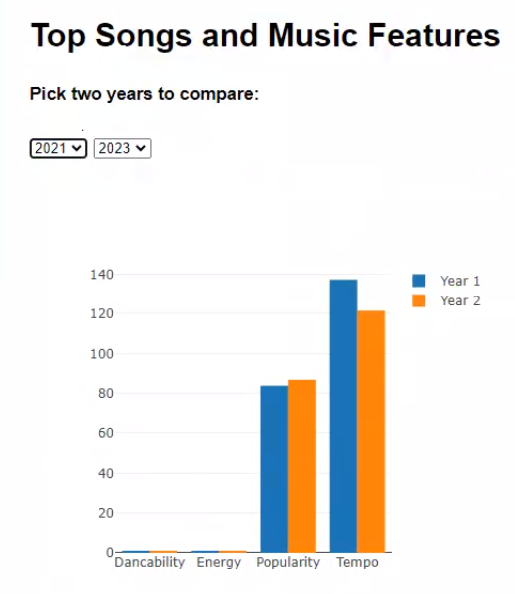 Top Songs and Music Features
Pick two years to compare:
2021 2023
140
120
100
80
60
40
20
0
Dancability Energy Popularity Tempo
Year 1
Year 2